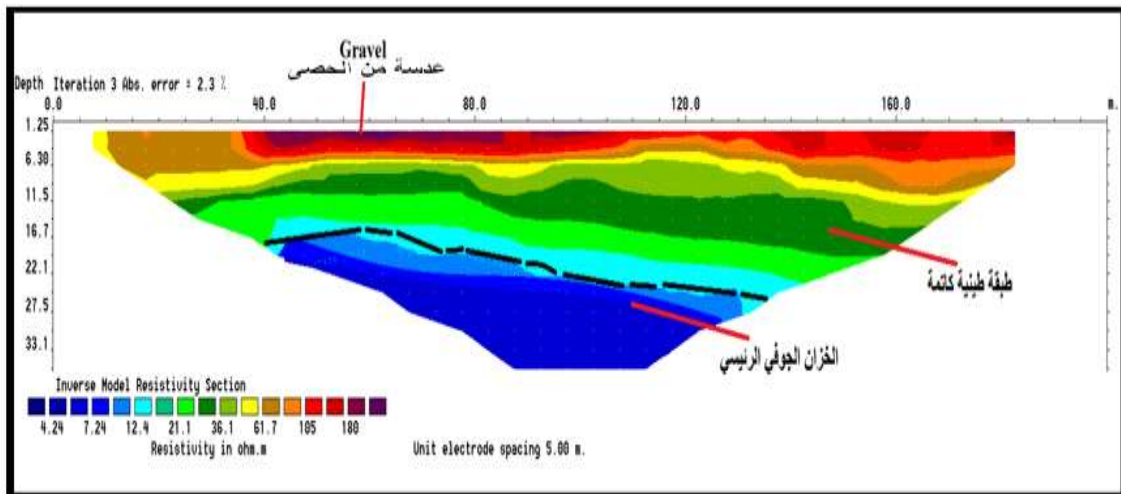 Gravel
عدسة من الحصى
Depth Iteration 3 Abs. error = 2.3 %
0.0 40.0 80.0 120.0 160.0 m.
1.25
6.30
11.5
16.7
22.1
27.5
33.1
طبقة طينية كاتمة
الخزان الجوفي الرئيسي
Inverse Model Resistivity Section
4.24 7.24 12.4 21.1 36.1 61.7 105 180
Resistivity in ohm.m Unit electrode spacing 5.00 m.